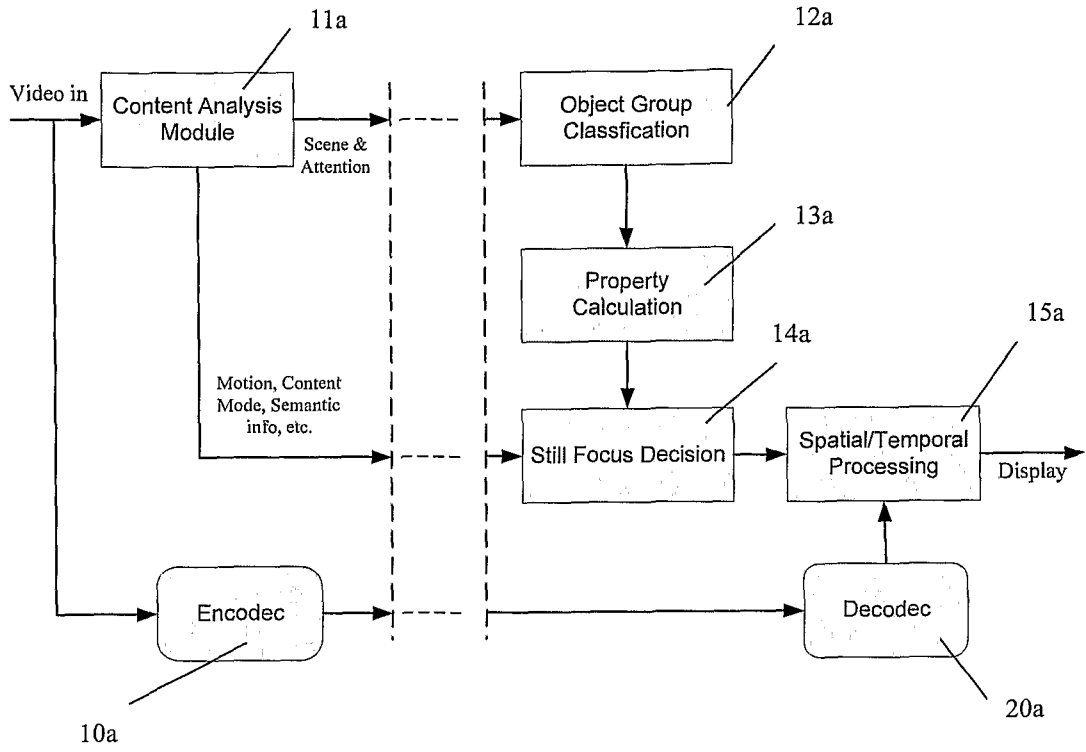 11a
12a
Video in
Content Analysis
Module
Scene &
Attention
Object Group
Classfication
13a
Property
Calculation
14a
15a
Motion, Content
Mode, Semantic
info, etc.
Still Focus Decision
Spatial/Temporal
Processing
Display
Encodec
Decodec
10a
20a